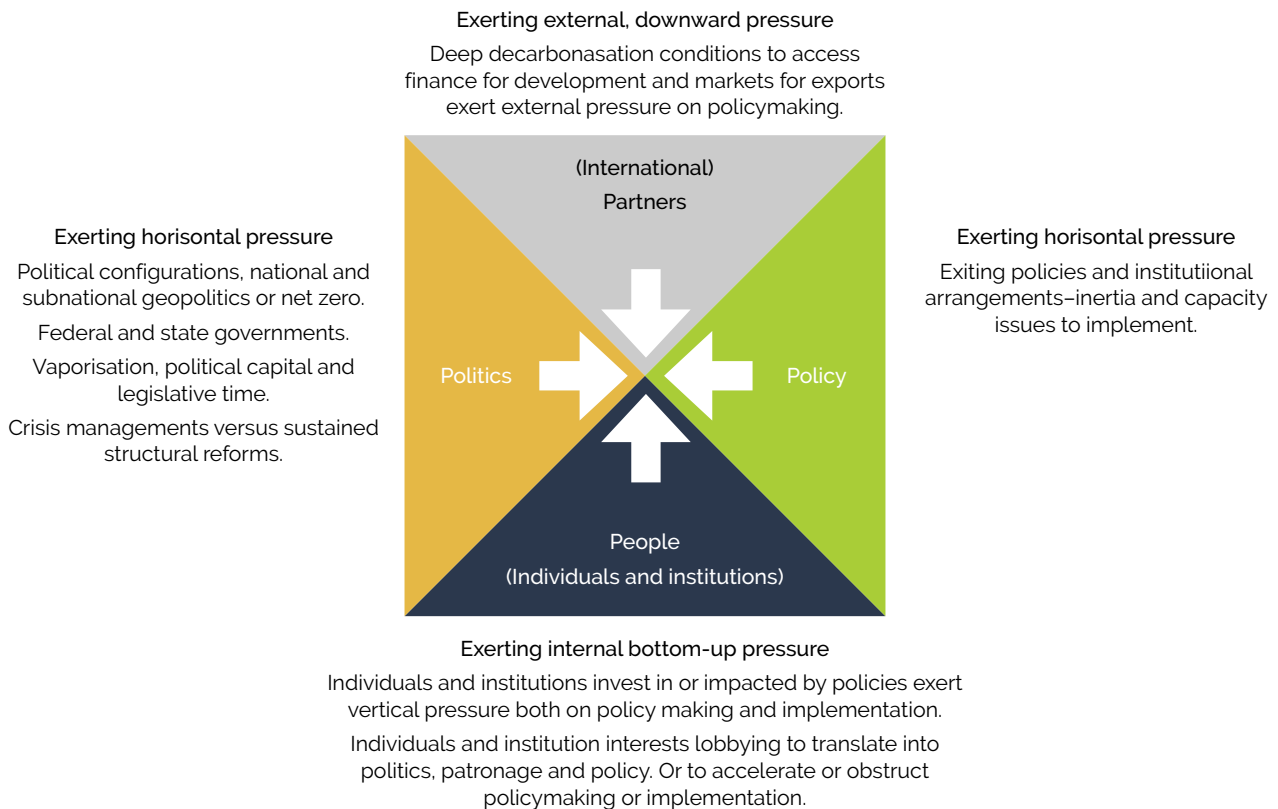 Exerting external, downward pressure
Deep decarbonasation conditions to access
finance for development and markets for exports
exert external pressure on policymaking.
(International)
Partners
Exerting horisontal pressure
Political configurations, national and
subnational geopolitics or net zero.
Federal and state governments.
Vaporisation, political capital and
legislative time.
Crisis managements versus sustained
structural reforms.
Politics
Policy
Exerting horisontal pressure
Exiting policies and institutiional
arrangements–inertia and capacity
issues to implement.
People
(Individuals and institutions)
Exerting internal bottom-up pressure
Individuals and institutions invest in or impacted by policies exert
vertical pressure both on policy making and implementation.
Individuals and institution interests lobbying to translate into
politics, patronage and policy. Or to accelerate or obstruct
policymaking or implementation.